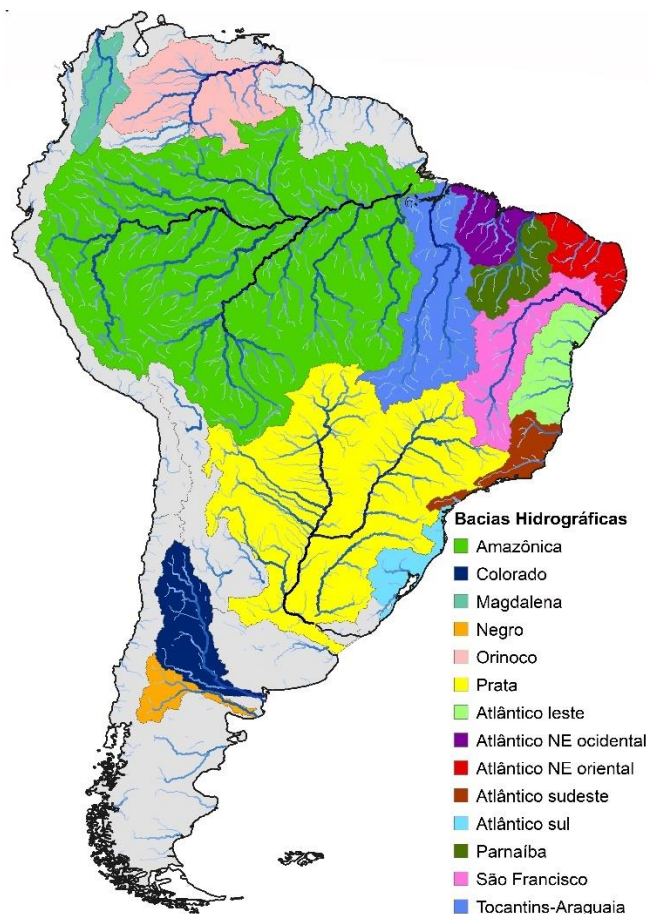 Bacias Hidrográficas
Amazônica
Colorado
Magdalena
Negro
Orinoco
Prata
Atlântico leste
Atlântico NE ocidental
Atlântico NE oriental
Atlântico sudeste
Atlântico sul
Parnaíba
São Francisco
Tocantins-Araguaia